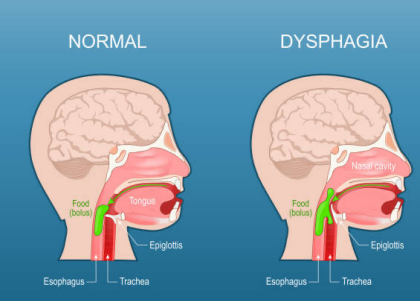 NORMAL
DYSPHAGIA
Food
(bolus)
Tongue
Epiglottis
Esophagus
Trachea
Nasal cavity
Food
(bolus)
Epiglottis
Esophagus
Trachea